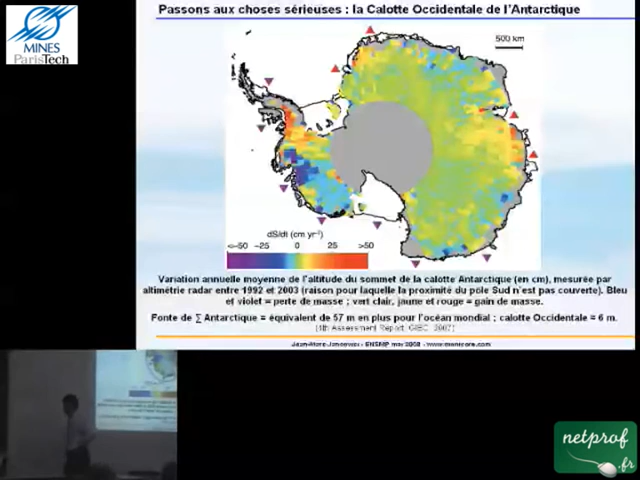 Passons aux choses sérieuses : la Calotte Occidentale de l'Antarctique
MINES
ParisTech
500 km
dS/dt (cm yr⁻¹)
<-50 -25 0 25 >50
Variation annuelle moyenne de l'altitude du sommet de la calotte Antarctique (en cm), mesurée par
altimétrie radar entre 1992 et 2003 (raison pour laquelle la proximité du pôle Sud n'est pas couverte). Bleu
et violet = perte de masse ; vert clair, jaune et rouge = gain de masse.
Fonte de ∑ Antarctique = équivalent de 57 m en plus pour l'océan mondial ; calotte Occidentale = 6 m.
(4th Assessment Report, GIEC, 2007)
Jean-Marc Jancovici - ENSMP mai 2008 - www.manicore.com
netprof
.fr